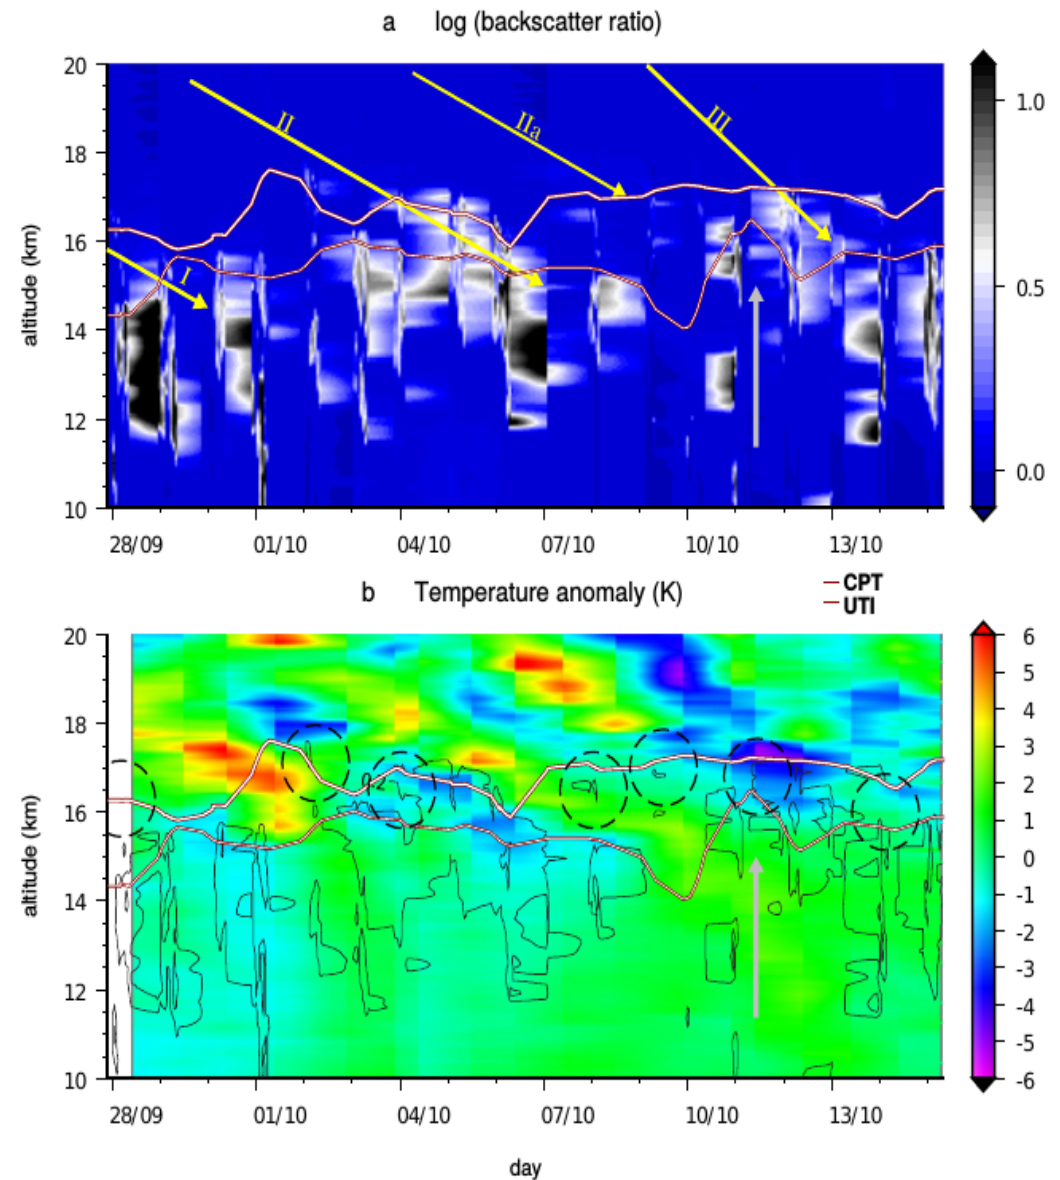 a log (backscatter ratio)
20
18
16
14
12
10
altitude (km)
I
II
IIa
III
1.0
0.5
0.0
28/09 01/10 04/10 07/10 10/10 13/10
b Temperature anomaly (K)
CPT
UTI
20
18
16
14
12
10
altitude (km)
6
5
4
3
2
1
0
-1
-2
-3
-4
-5
-6
28/09 01/10 04/10 07/10 10/10 13/10
day